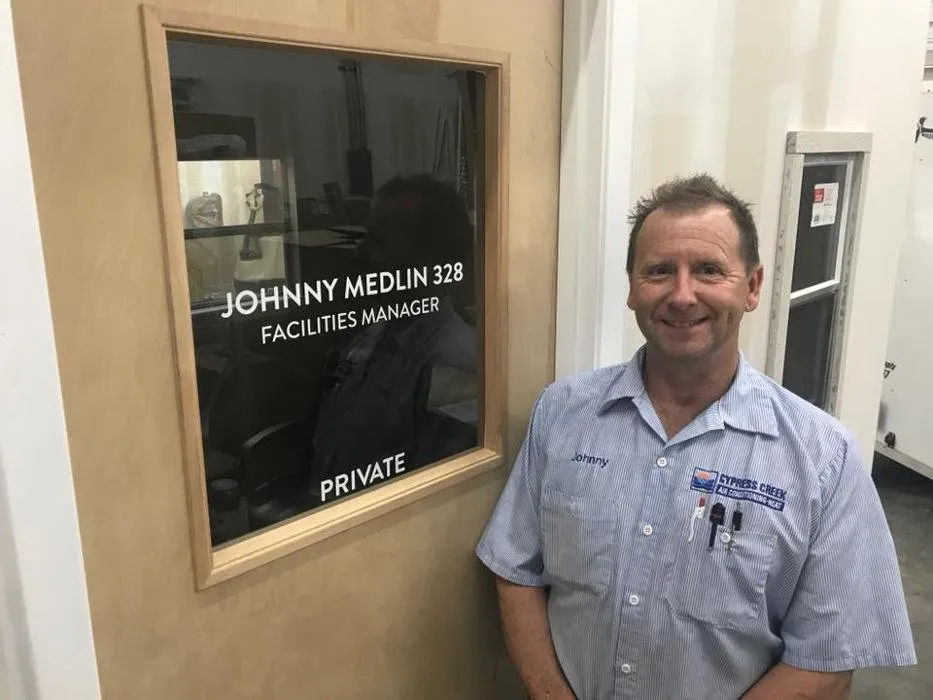 JOHNNY MEDLIN 328
FACILITIES MANAGER
PRIVATE
Johnny
CYPRESS CREEK
AIR CONDITIONING & HEAT